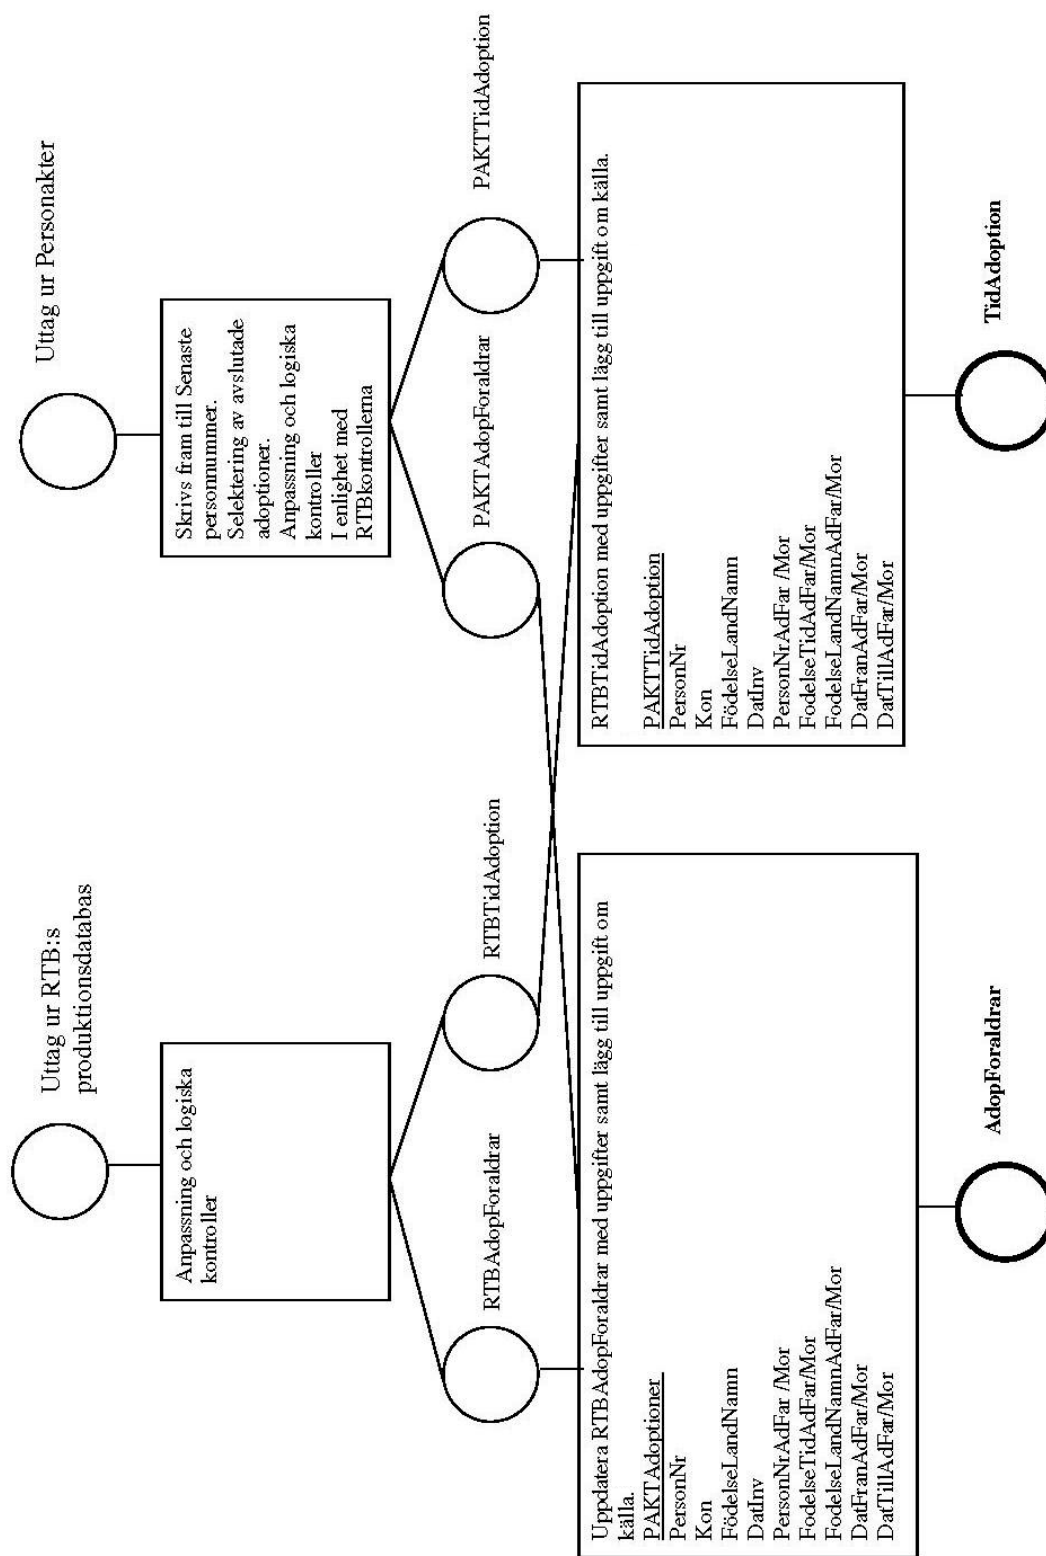 Uttag ur RTB:s
produktionsdatabas
Uttag ur Personakter
Anpassning och logiska
kontroller
Skrivs fram till Senaste
personnummer.
Selektering av avslutade
adoptioner.
Anpassning och logiska
kontroller
I enlighet med
RTBkontrollerna
RTBAdopForaldrar
RTBTidAdoption
PAKTAdopForaldrar
PAKTTidAdoption
Uppdatera RTBAdopForaldrar med uppgifter samt lägg till uppgift om
källa.
PAKTAdoptioner
PersonNr
Kon
FödelseLandNamn
DatInv
PersonNrAdFar /Mor
FodelseTidAdFar/Mor
FodelseLandNamnAdFar/Mor
DatFranAdFar/Mor
DatTillAdFar/Mor
RTBTidAdoption med uppgifter samt lägg till uppgift om källa.
PAKTTidAdoption
PersonNr
Kon
FödelseLandNamn
DatInv
PersonNrAdFar /Mor
FodelseTidAdFar/Mor
FodelseLandNamnAdFar/Mor
DatFranAdFar/Mor
DatTillAdFar/Mor
AdopForaldrar
TidAdoption